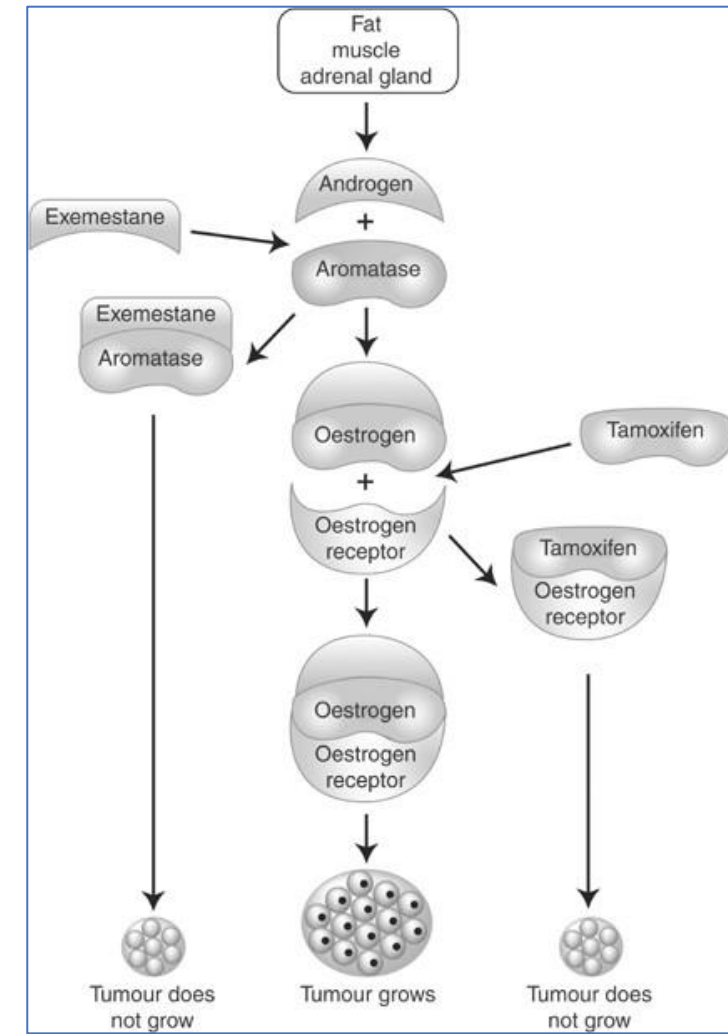 Fat
muscle
adrenal gland
Androgen
+
Exemestane
Aromatase
Exemestane
Aromatase
Oestrogen
+
Tamoxifen
Oestrogen
receptor
Tamoxifen
Oestrogen
receptor
Oestrogen
Oestrogen
receptor
Tumour does
not grow
Tumour grows
Tumour does
not grow